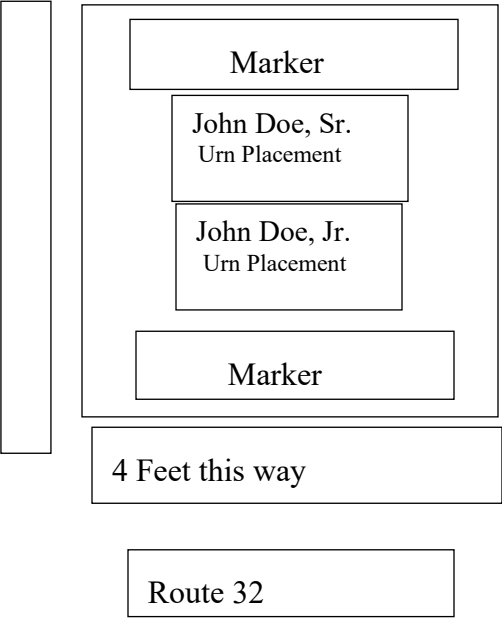 Marker
John Doe, Sr.
Urn Placement
John Doe, Jr.
Urn Placement
Marker
4 Feet this way
Route 32